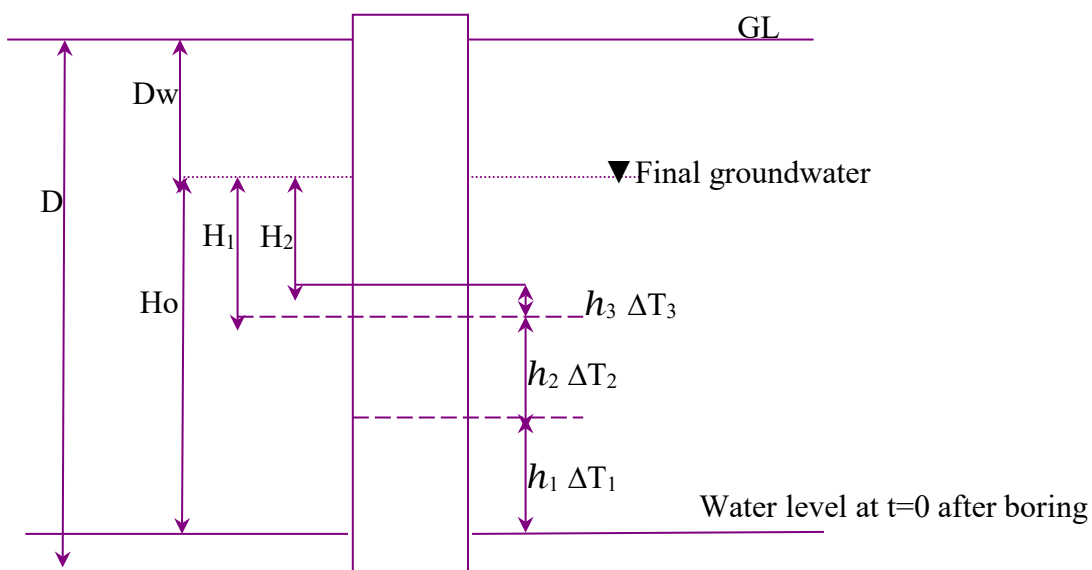 GL
Dw
▼ Final groundwater
D
H₁
H₂
Ho
h₃ ΔT₃
h₂ ΔT₂
h₁ ΔT₁
Water level at t=0 after boring